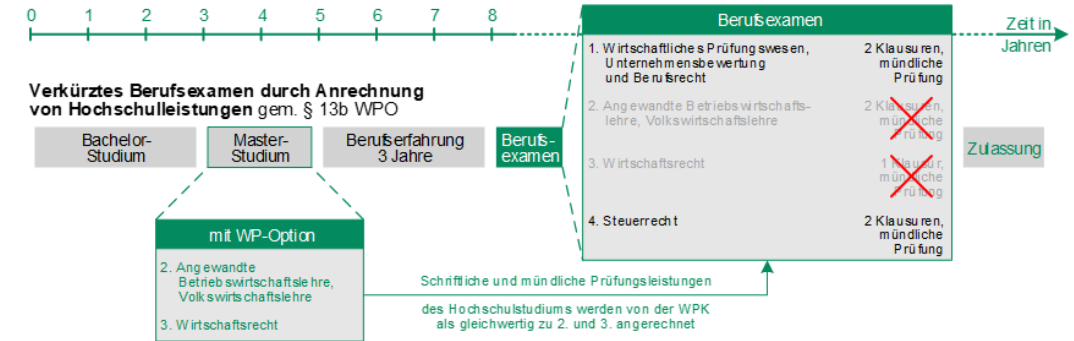 0 1 2 3 4 5 6 7 8
Zeit in
Jahren
Verkürztes Berufsexamen durch Anrechnung
von Hochschulleistungen gem. § 13b WPO
Bachelor-
Studium
Master-
Studium
Berufserfahrung
3 Jahre
Berufs-
examen
Zulassung
Berufsexamen
1. Wirtschaftliches Prüfungswesen,
Unternehmensbewertung
und Berufsrecht
2 Klausuren,
mündliche
Prüfung
2. Angewandte Betriebswirtschafts-
lehre, Volkswirtschaftslehre
2 Klausuren,
mündliche
Prüfung
3. Wirtschaftsrecht
1 Klausur,
mündliche
Prüfung
4. Steuerrecht
2 Klausuren,
mündliche
Prüfung
mit WP-Option
2. Angewandte
Betriebswirtschaftslehre,
Volkswirtschaftslehre
3. Wirtschaftsrecht
Schriftliche und mündliche Prüfungsleistungen
des Hochschulstudiums werden von der WPK
als gleichwertig zu 2. und 3. angerechnet